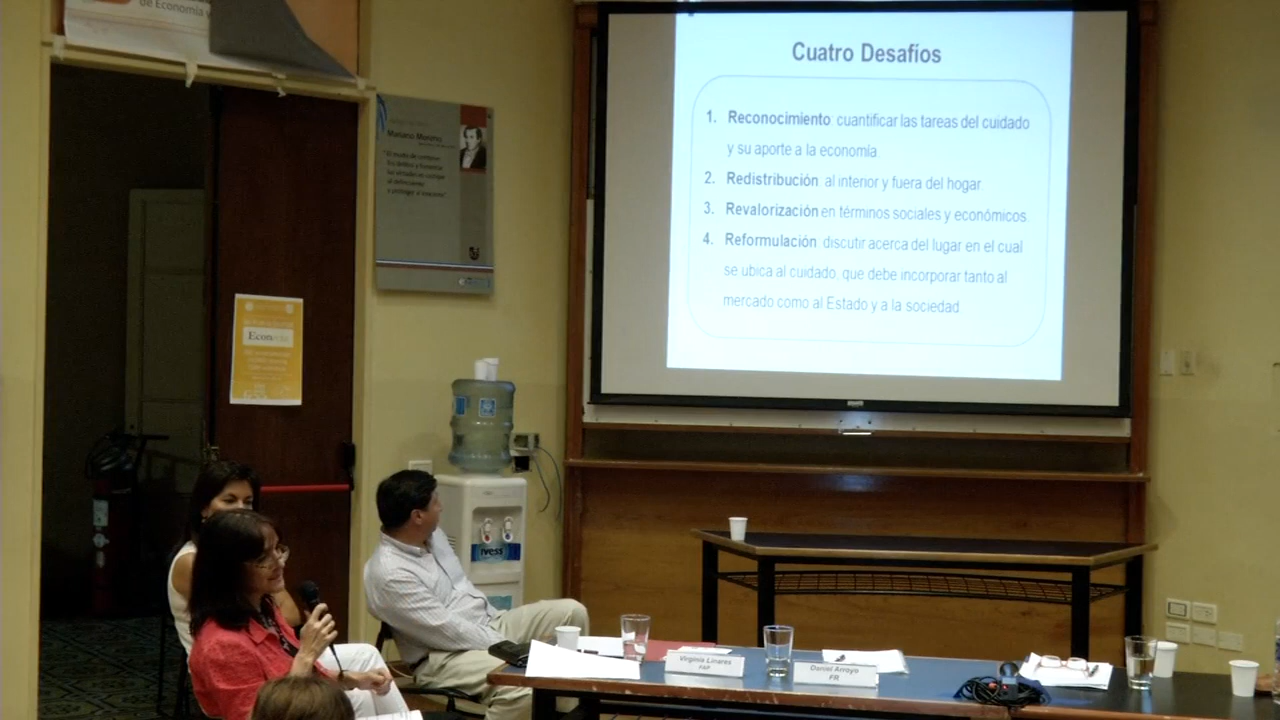 de Economía y
Mariano Moreno
Cuatro Desafíos
1. Reconocimiento cuantificar las tareas del cuidado
y su aporte a la economía
2. Redistribución al interior y fuera del hogar
3. Revalorización en términos sociales y económicos
4. Reformulación discutir acerca del lugar en el cual
se ubica al cuidado que debe incorporar tanto al
mercado como al Estado y a la sociedad
Econ
ivess
Virginia Linares
FAP
Daniel Arroyo
FR